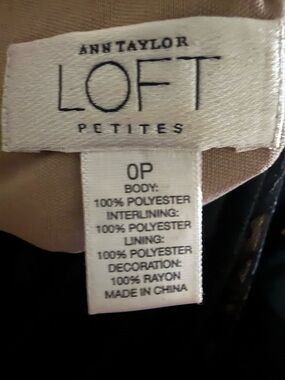 ANN TAYLOR
LOFT
PETITES
0P
BODY:
100% POLYESTER
INTERLINING:
100% POLYESTER
LINING:
100% POLYESTER
DECORATION:
100% RAYON
MADE IN CHINA